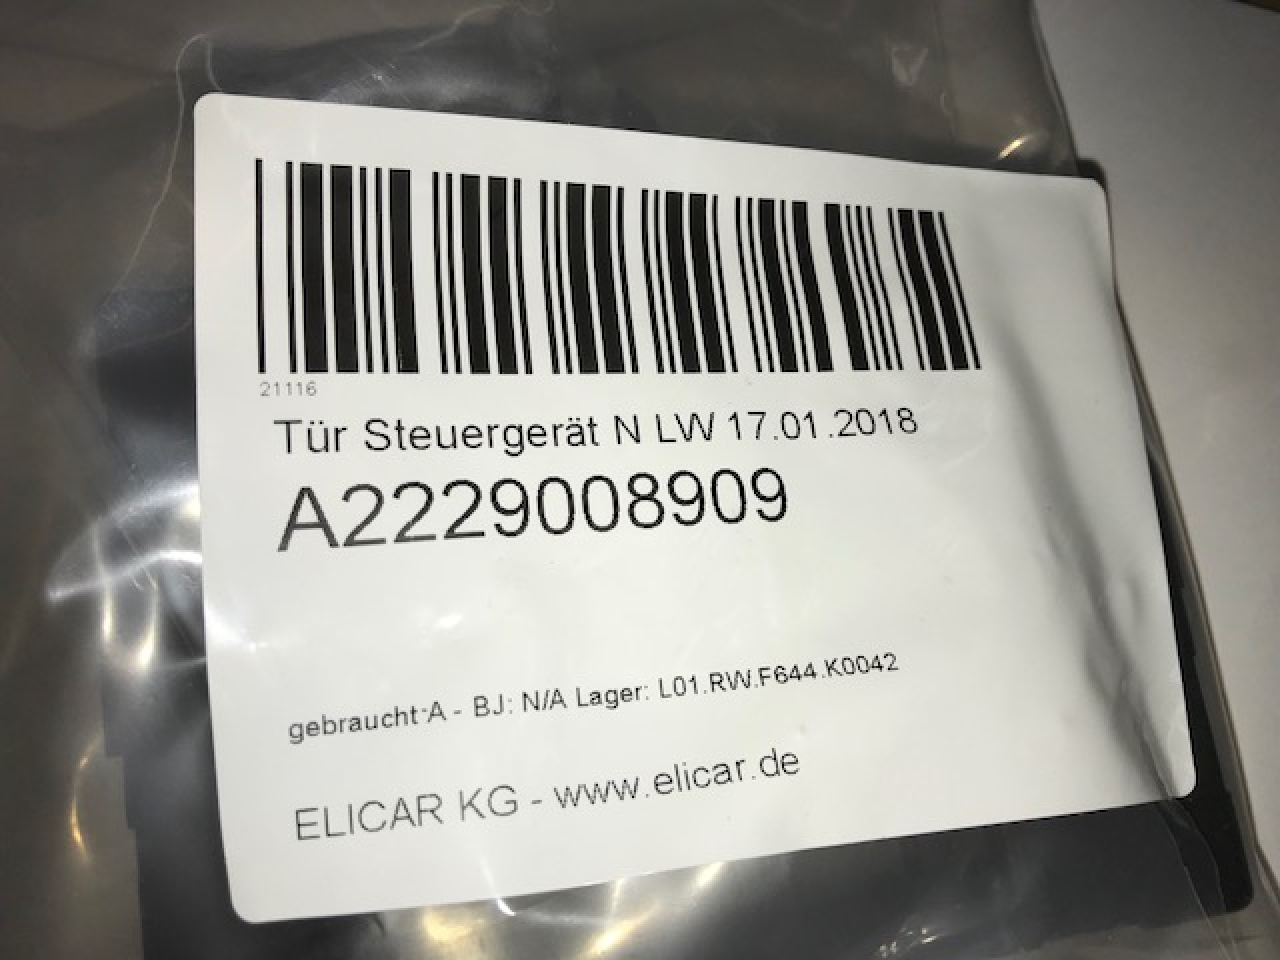 21116
Tür Steuergerät N LW 17.01.2018
A2229008909
gebraucht A - BJ: N/A Lager: L01.RW.F644.K0042
ELICAR KG - www.elicar.de